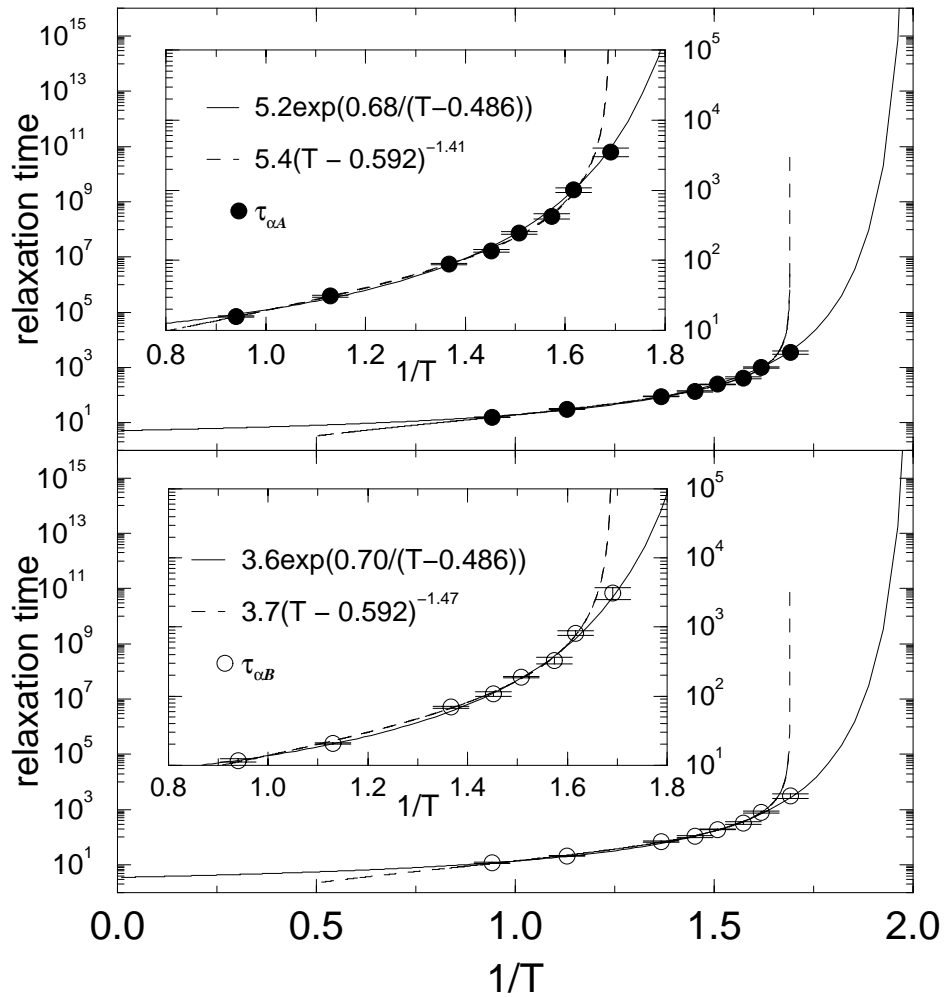 10^15
10^13
10^11
10^9
10^7
10^5
10^3
10^1
relaxation time
5.2exp(0.68/(T−0.486))
5.4(T − 0.592)^−1.41
τ_αA
10^5
10^4
10^3
10^2
10^1
0.8 1.0 1.2 1.4 1.6 1.8
1/T
10^15
10^13
10^11
10^9
10^7
10^5
10^3
10^1
relaxation time
3.6exp(0.70/(T−0.486))
3.7(T − 0.592)^−1.47
τ_αB
10^5
10^4
10^3
10^2
10^1
0.8 1.0 1.2 1.4 1.6 1.8
1/T
0.0 0.5 1.0 1.5 2.0
1/T